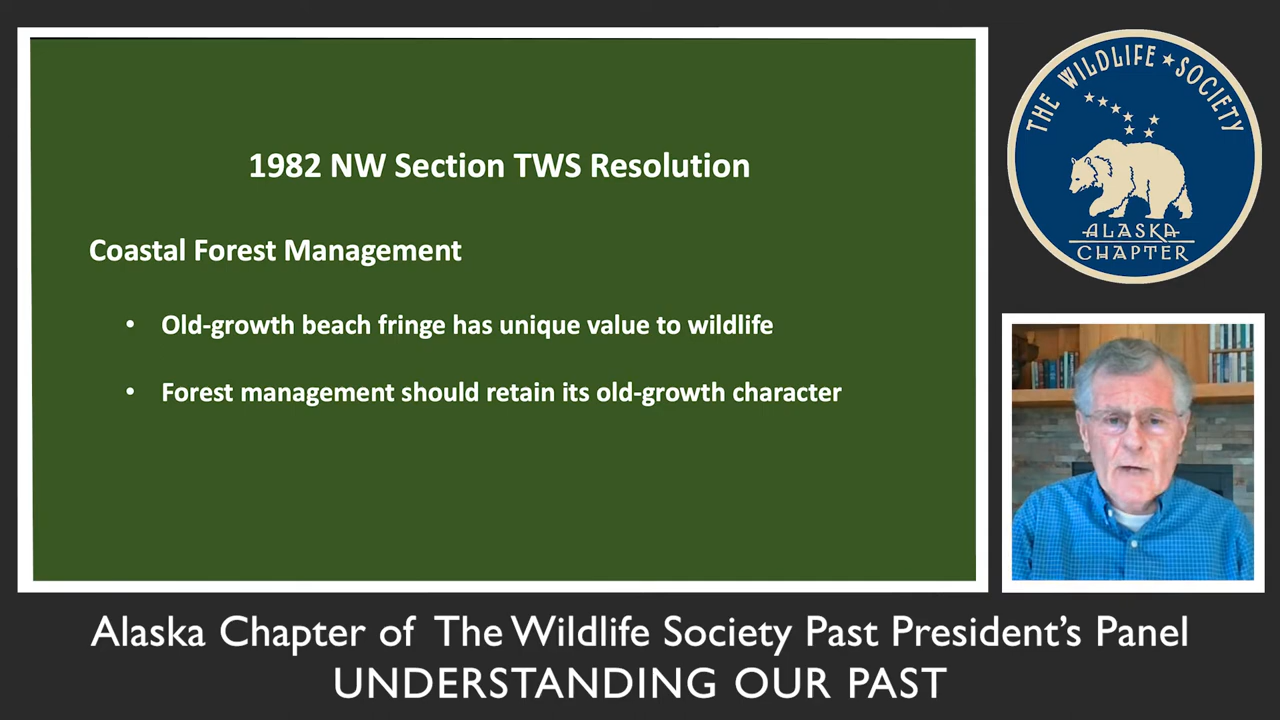 1982 NW Section TWS Resolution
Coastal Forest Management
• Old-growth beach fringe has unique value to wildlife
• Forest management should retain its old-growth character
THE WILDLIFE ★ SOCIETY
ALASKA
CHAPTER
Alaska Chapter of The Wildlife Society Past President’s Panel
UNDERSTANDING OUR PAST